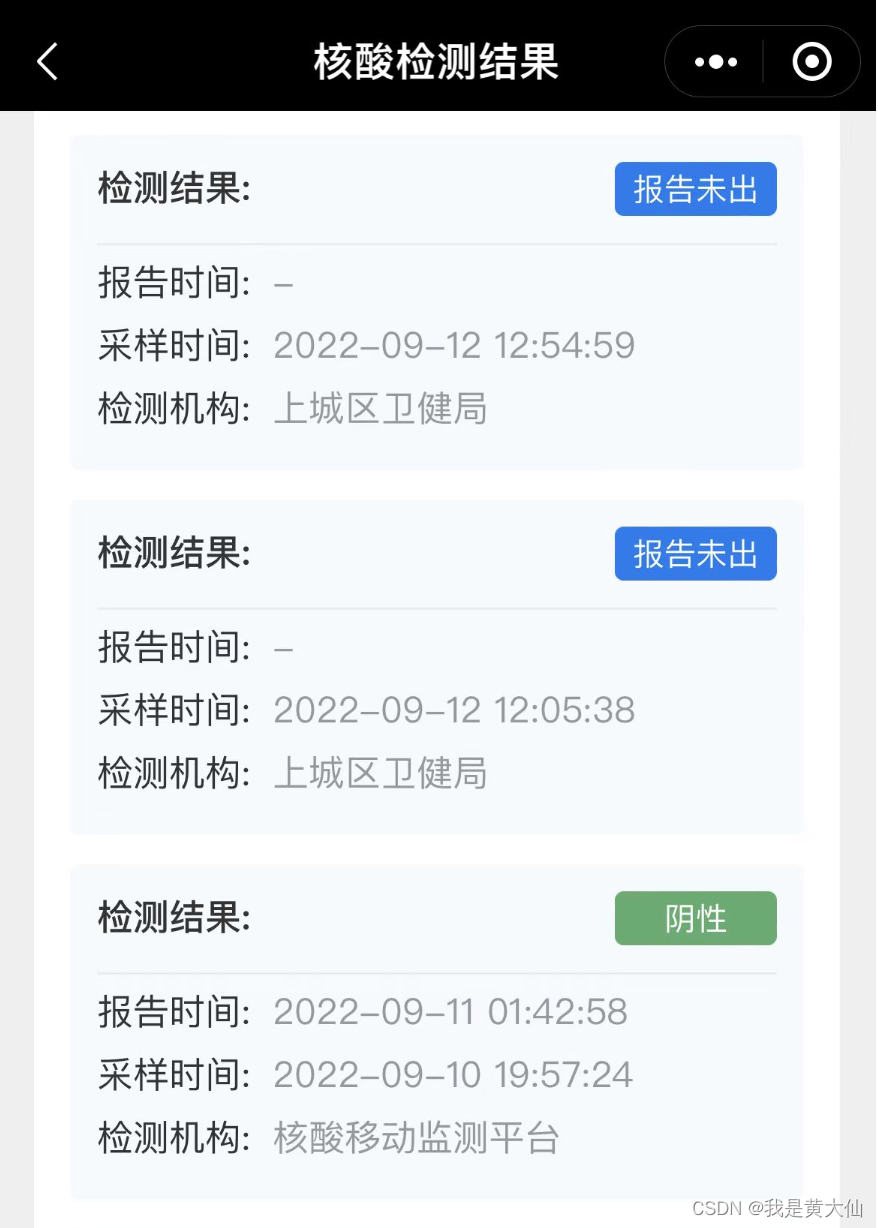 核酸检测结果
检测结果: 报告未出
报告时间: –
采样时间: 2022–09–12 12:54:59
检测机构: 上城区卫健局
检测结果: 报告未出
报告时间: –
采样时间: 2022–09–12 12:05:38
检测机构: 上城区卫健局
检测结果: 阴性
报告时间: 2022–09–11 01:42:58
采样时间: 2022–09–10 19:57:24
检测机构: 核酸移动监测平台
CSDN @我是黄大仙